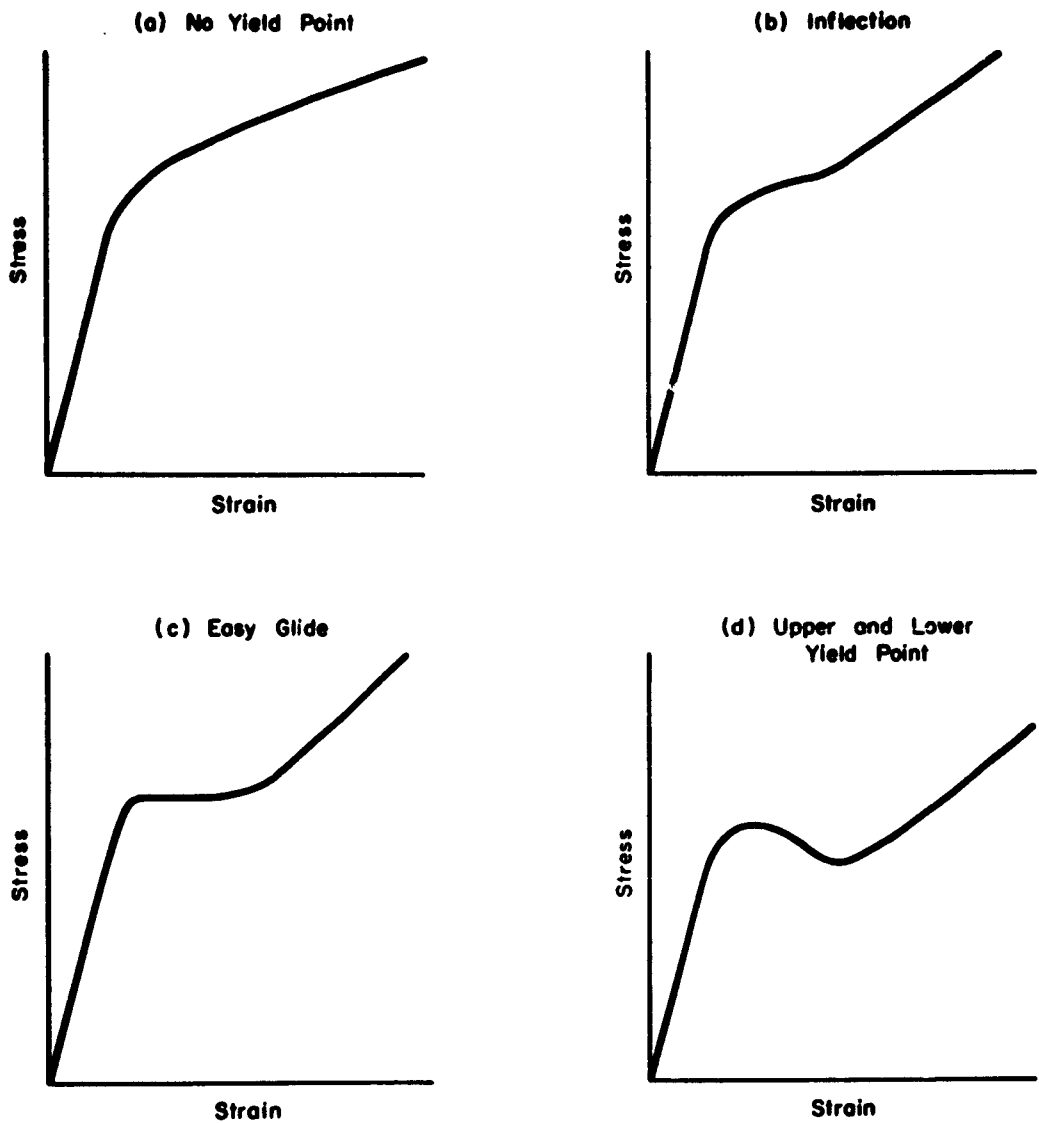 (a) No Yield Point
Stress
Strain
(b) Inflection
Stress
Strain
(c) Easy Glide
Stress
Strain
(d) Upper and Lower
Yield Point
Stress
Strain